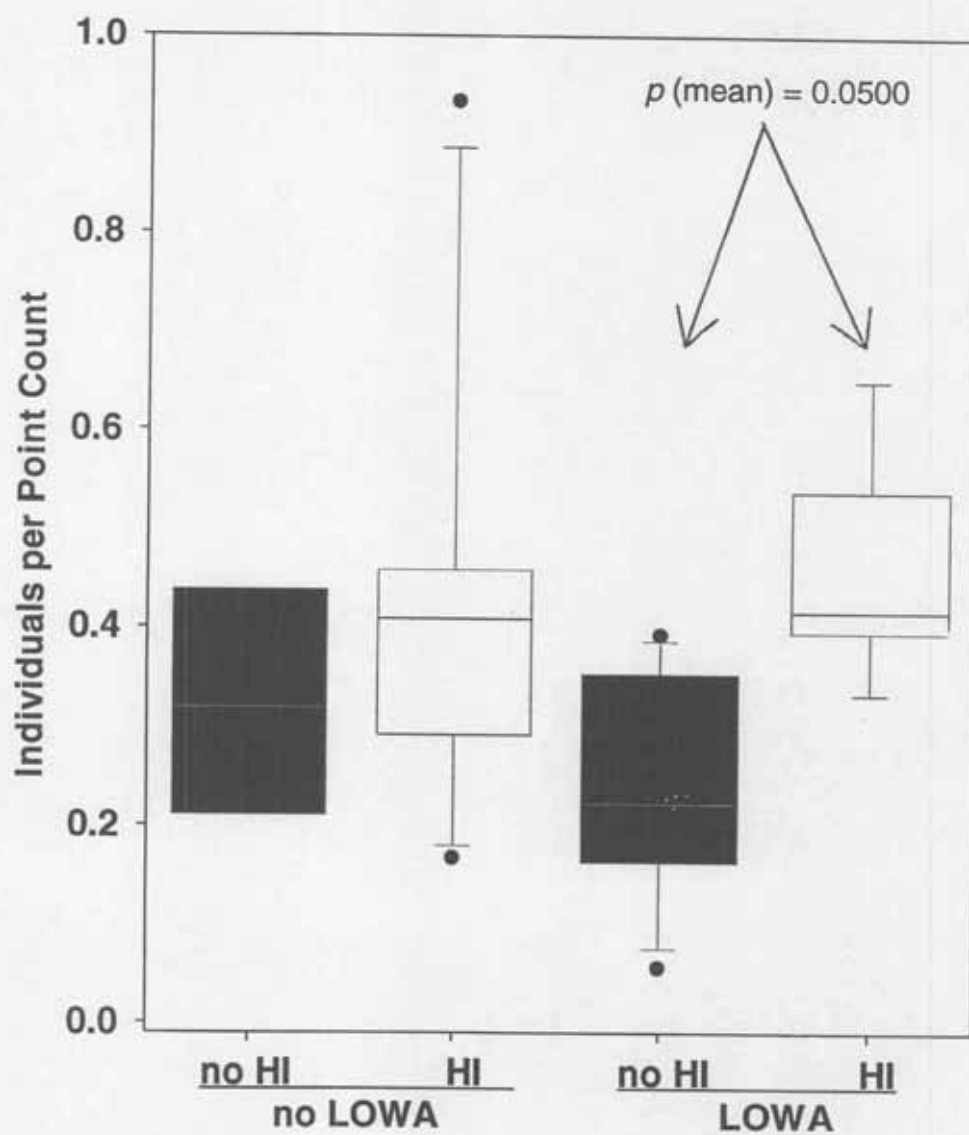 1.0
p (mean) = 0.0500
0.8
0.6
0.4
0.2
0.0
Individuals per Point Count
no HI HI no HI HI
no LOWA LOWA